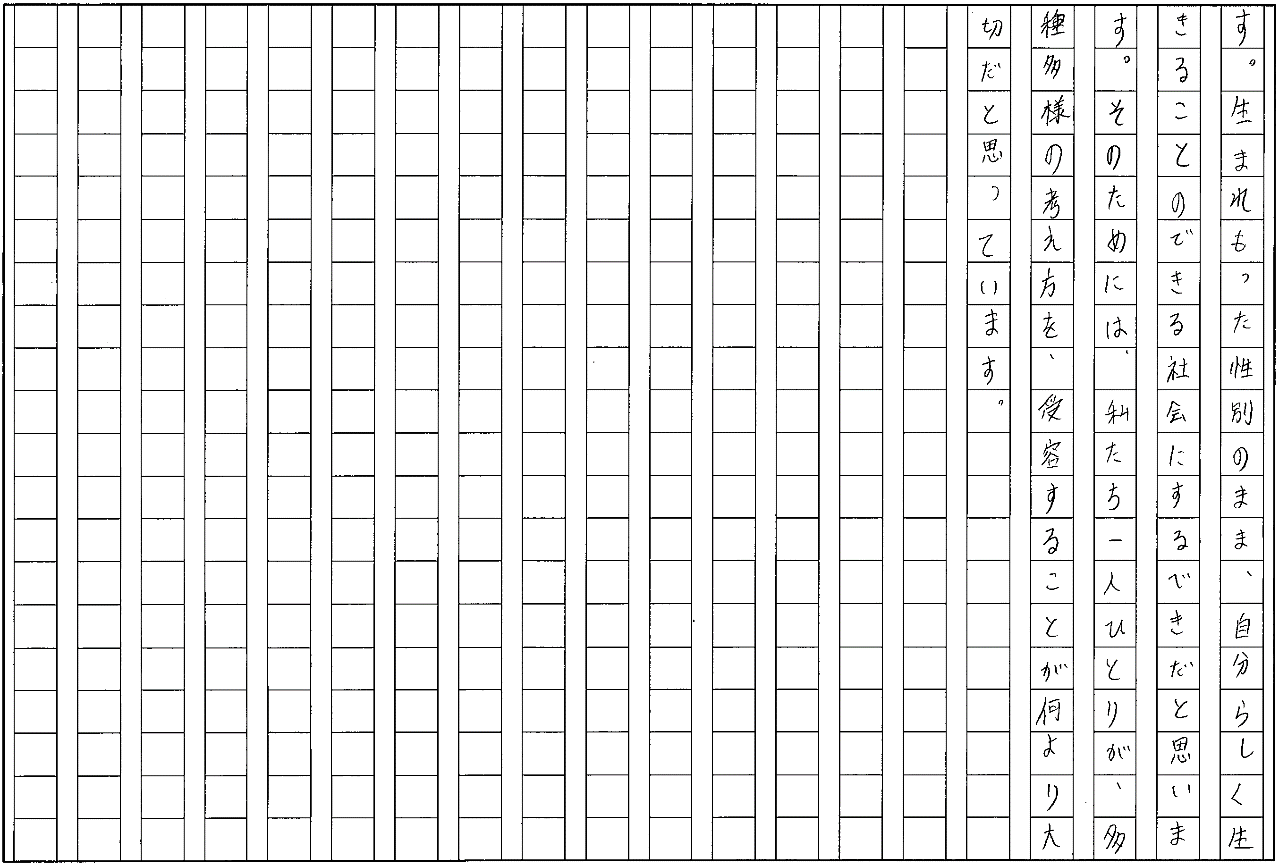 す。生まれもった性別のまま、自分らしく生
きることのできる社会にするできだと思いま
す。そのためには、私たち一人ひとりが、多
種多様の考え方を、受容することが何より大
切だと思っています。